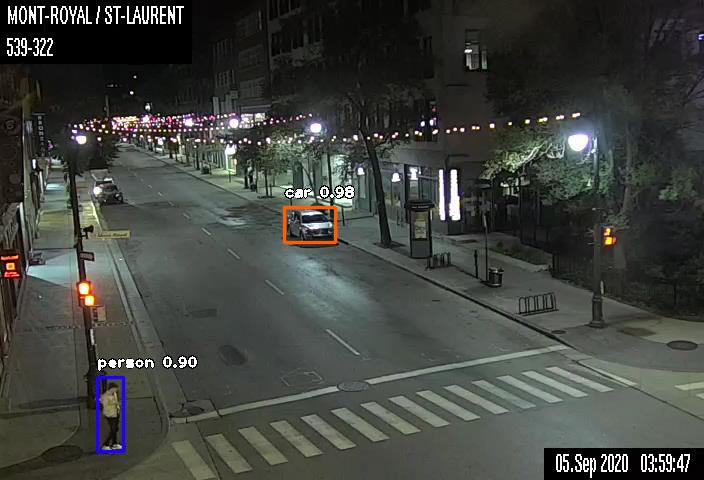 MONT-ROYAL / ST-LAURENT
539-322
car 0.98
person 0.90
05.Sep 2020 03:59:47